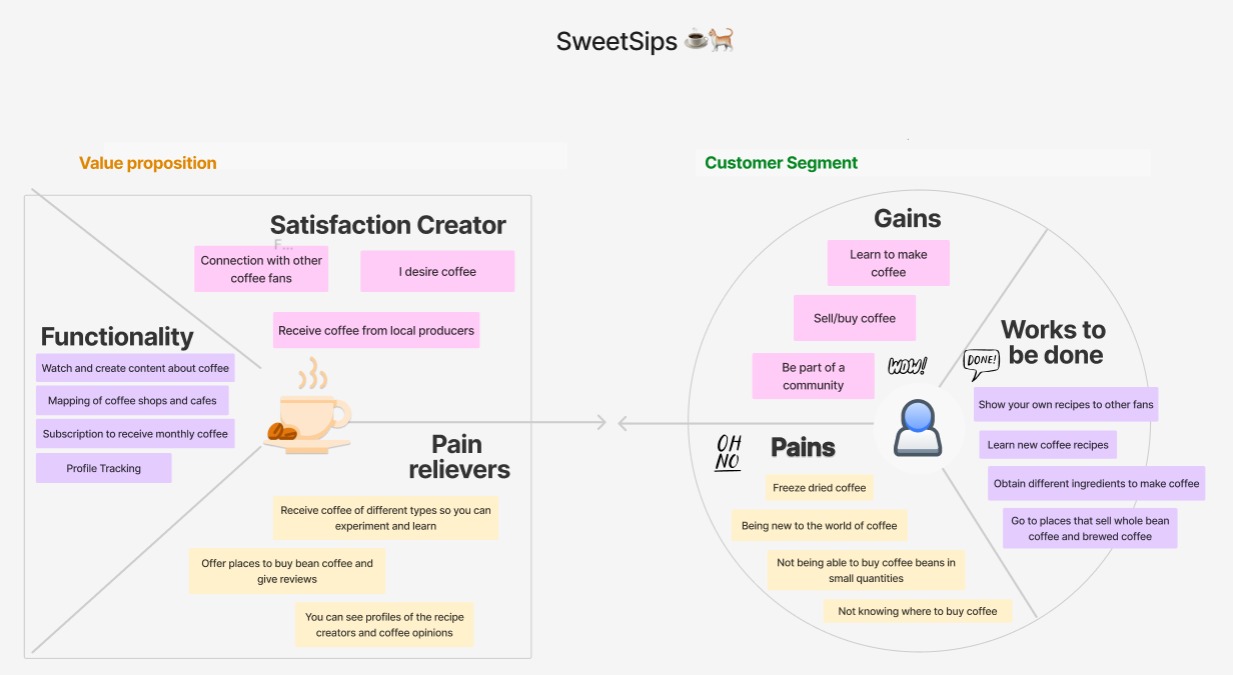 SweetSips
Value proposition
Satisfaction Creator
F...
Connection with other
coffee fans
I desire coffee
Receive coffee from local producers
Functionality
Watch and create content about coffee
Mapping of coffee shops and cafes
Subscription to receive monthly coffee
Profile Tracking
Pain
relievers
Receive coffee of different types so you can
experiment and learn
Offer places to buy bean coffee and
give reviews
You can see profiles of the recipe
creators and coffee opinions
Customer Segment
Gains
Learn to make
coffee
Sell/buy coffee
Be part of a
community
WOW!
Works to
be done
DONE!
Show your own recipes to other fans
Learn new coffee recipes
Obtain different ingredients to make coffee
Go to places that sell whole bean
coffee and brewed coffee
OH
NO
Pains
Freeze dried coffee
Being new to the world of coffee
Not being able to buy coffee beans in
small quantities
Not knowing where to buy coffee